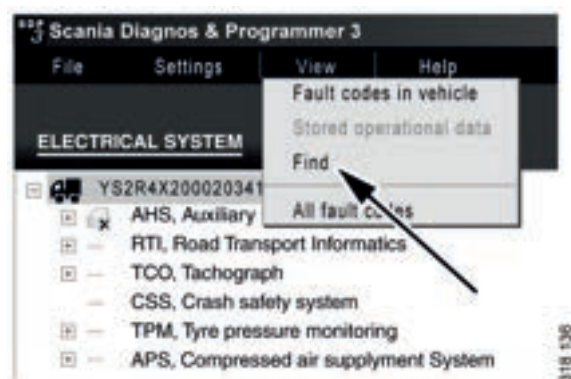 Scania Diagnos & Programmer 3
File Settings View Help
Fault codes in vehicle
Stored operational data
Find
All fault codes
ELECTRICAL SYSTEM
YS2R4X200020341
AHS, Auxiliary
RTI, Road Transport Informatics
TCO, Tachograph
CSS, Crash safety system
TPM, Tyre pressure monitoring
APS, Compressed air supplyment System